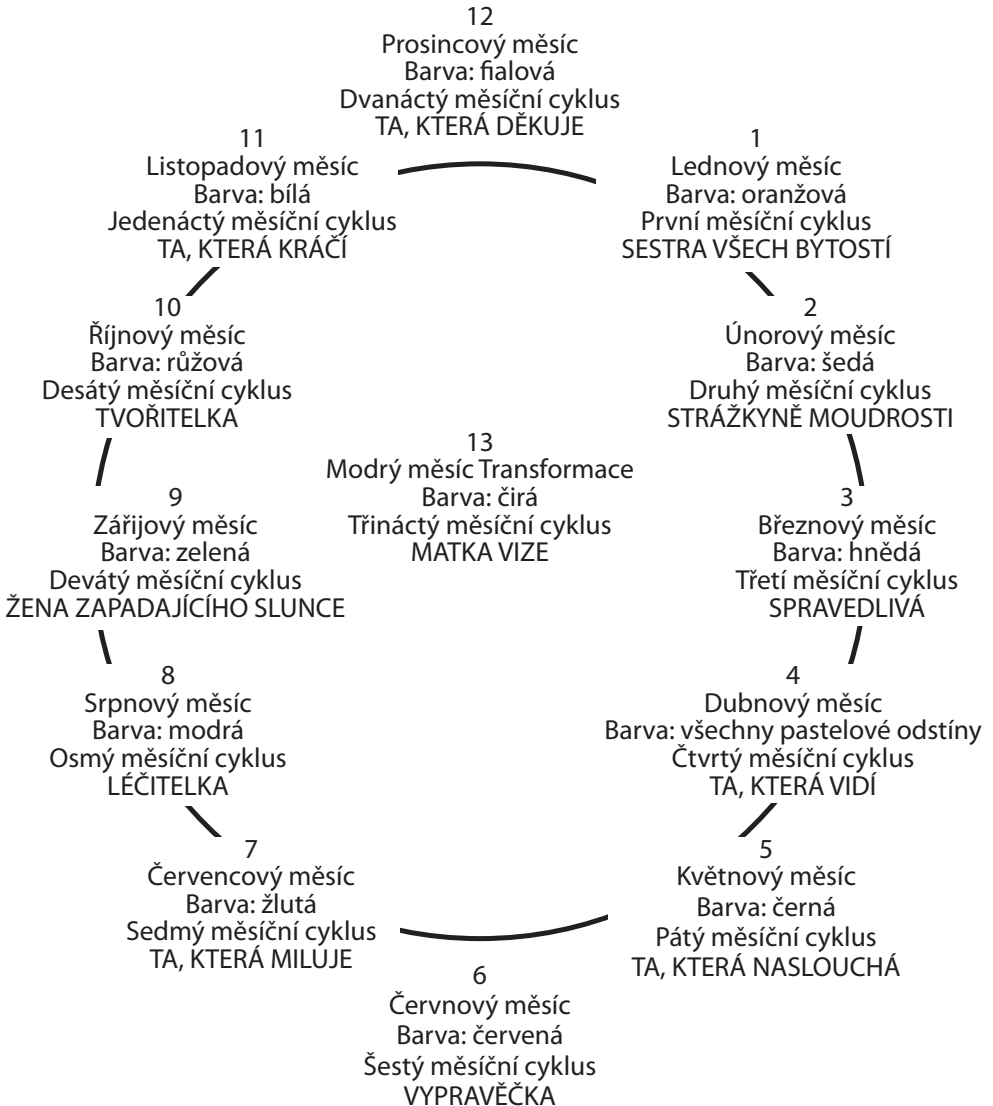 12
Prosincový měsíc
Barva: fialová
Dvanáctý měsíční cyklus
TA, KTERÁ DĚKUJE
1
Lednový měsíc
Barva: oranžová
První měsíční cyklus
SESTRA VŠECH BYTOSTÍ
2
Únorový měsíc
Barva: šedá
Druhý měsíční cyklus
STRÁŽKYNĚ MOUDROSTI
3
Březnový měsíc
Barva: hnědá
Třetí měsíční cyklus
SPRAVEDLIVÁ
4
Dubnový měsíc
Barva: všechny pastelové odstíny
Čtvrtý měsíční cyklus
TA, KTERÁ VIDÍ
5
Květnový měsíc
Barva: černá
Pátý měsíční cyklus
TA, KTERÁ NASLOUCHÁ
6
Červnový měsíc
Barva: červená
Šestý měsíční cyklus
VYPRAVĚČKA
7
Červencový měsíc
Barva: žlutá
Sedmý měsíční cyklus
TA, KTERÁ MILUJE
8
Srpnový měsíc
Barva: modrá
Osmý měsíční cyklus
LÉČITELKA
9
Zářijový měsíc
Barva: zelená
Devátý měsíční cyklus
ŽENA ZAPADAJÍCÍHO SLUNCE
10
Říjnový měsíc
Barva: růžová
Desátý měsíční cyklus
TVOŘITELKA
11
Listopadový měsíc
Barva: bílá
Jedenáctý měsíční cyklus
TA, KTERÁ KRÁČÍ
13
Modrý měsíc Transformace
Barva: čirá
Třináctý měsíční cyklus
MATKA VIZE